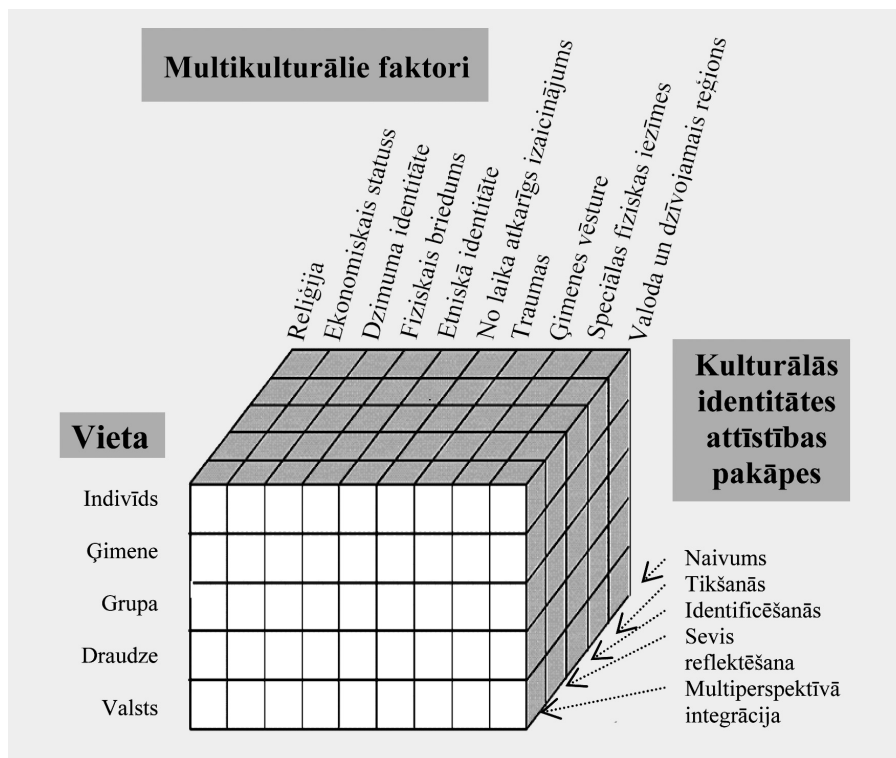 Multikulturālie faktori
Reliģija
Ekonomiskais statuss
Dzimuma identitāte
Fiziskais briedums
Etniskā identitāte
No laika atkarīgs izaicinājums
Traumas
Ģimenes vēsture
Speciālas fiziskas iezīmes
Valoda un dzīvojamais reģions
Vieta
Indivīds
Ģimene
Grupa
Draudze
Valsts
Kulturālās
identitātes
attīstības
pakāpes
Naivums
Tikšanās
Identificēšanās
Sevis
reflektēšana
Multiperspektīvā
integrācija